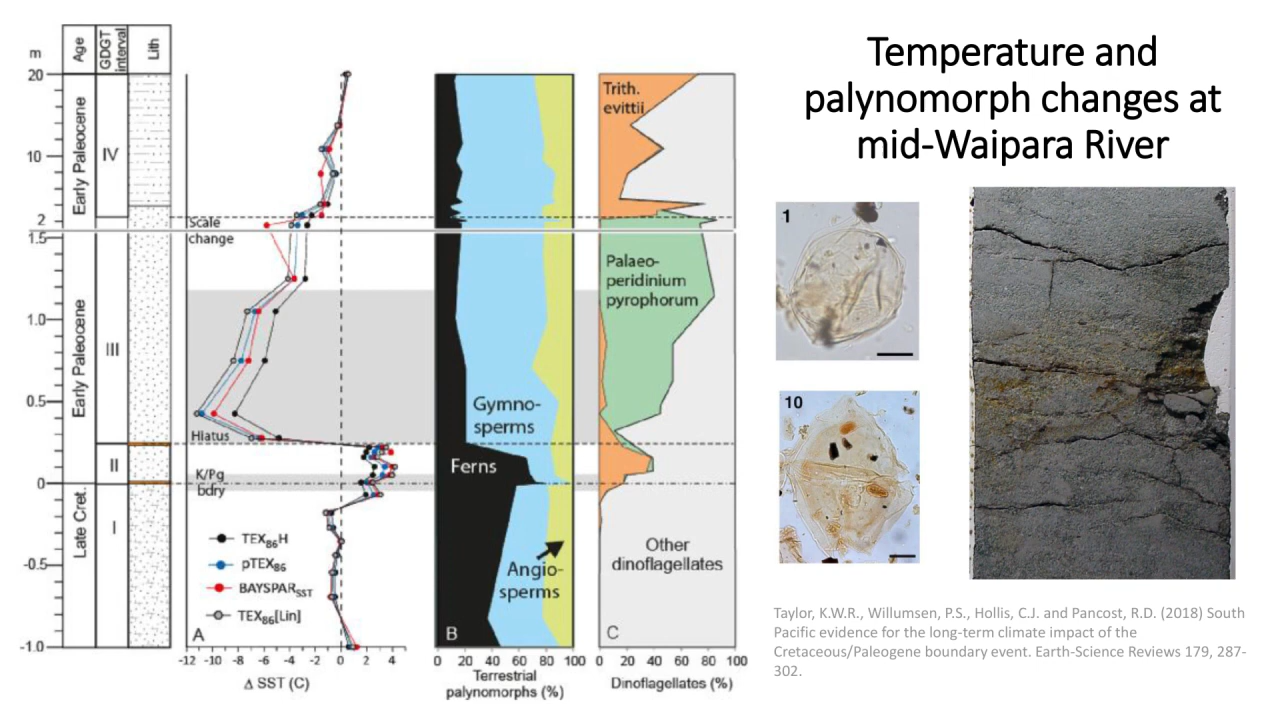 Temperature and
palynomorph changes at
mid-Waipara River
m
Age
GDGT
interval
Lith
20
10
2
1.5
1.0
0.5
0
-0.5
-1.0
Early Paleocene
Early Paleocene
Late Cret.
IV
III
II
I
Scale
change
Hiatus
K/Pg
bdry
TEX86H
pTEX86
BAYSPARSST
TEX86[Lin]
A
-12 -10 -8 -6 -4 -2 0 2 4
Δ SST (C)
Gymno-
sperms
Ferns
Angio-
sperms
B
0 20 40 60 80 100
Terrestrial
palynomorphs (%)
Trith.
evittii
Palaeo-
peridinium
pyrophorum
Other
dinoflagellates
C
0 20 40 60 80 100
Dinoflagellates (%)
1
10
Taylor, K.W.R., Willumsen, P.S., Hollis, C.J. and Pancost, R.D. (2018) South
Pacific evidence for the long-term climate impact of the
Cretaceous/Paleogene boundary event. Earth-Science Reviews 179, 287-
302.